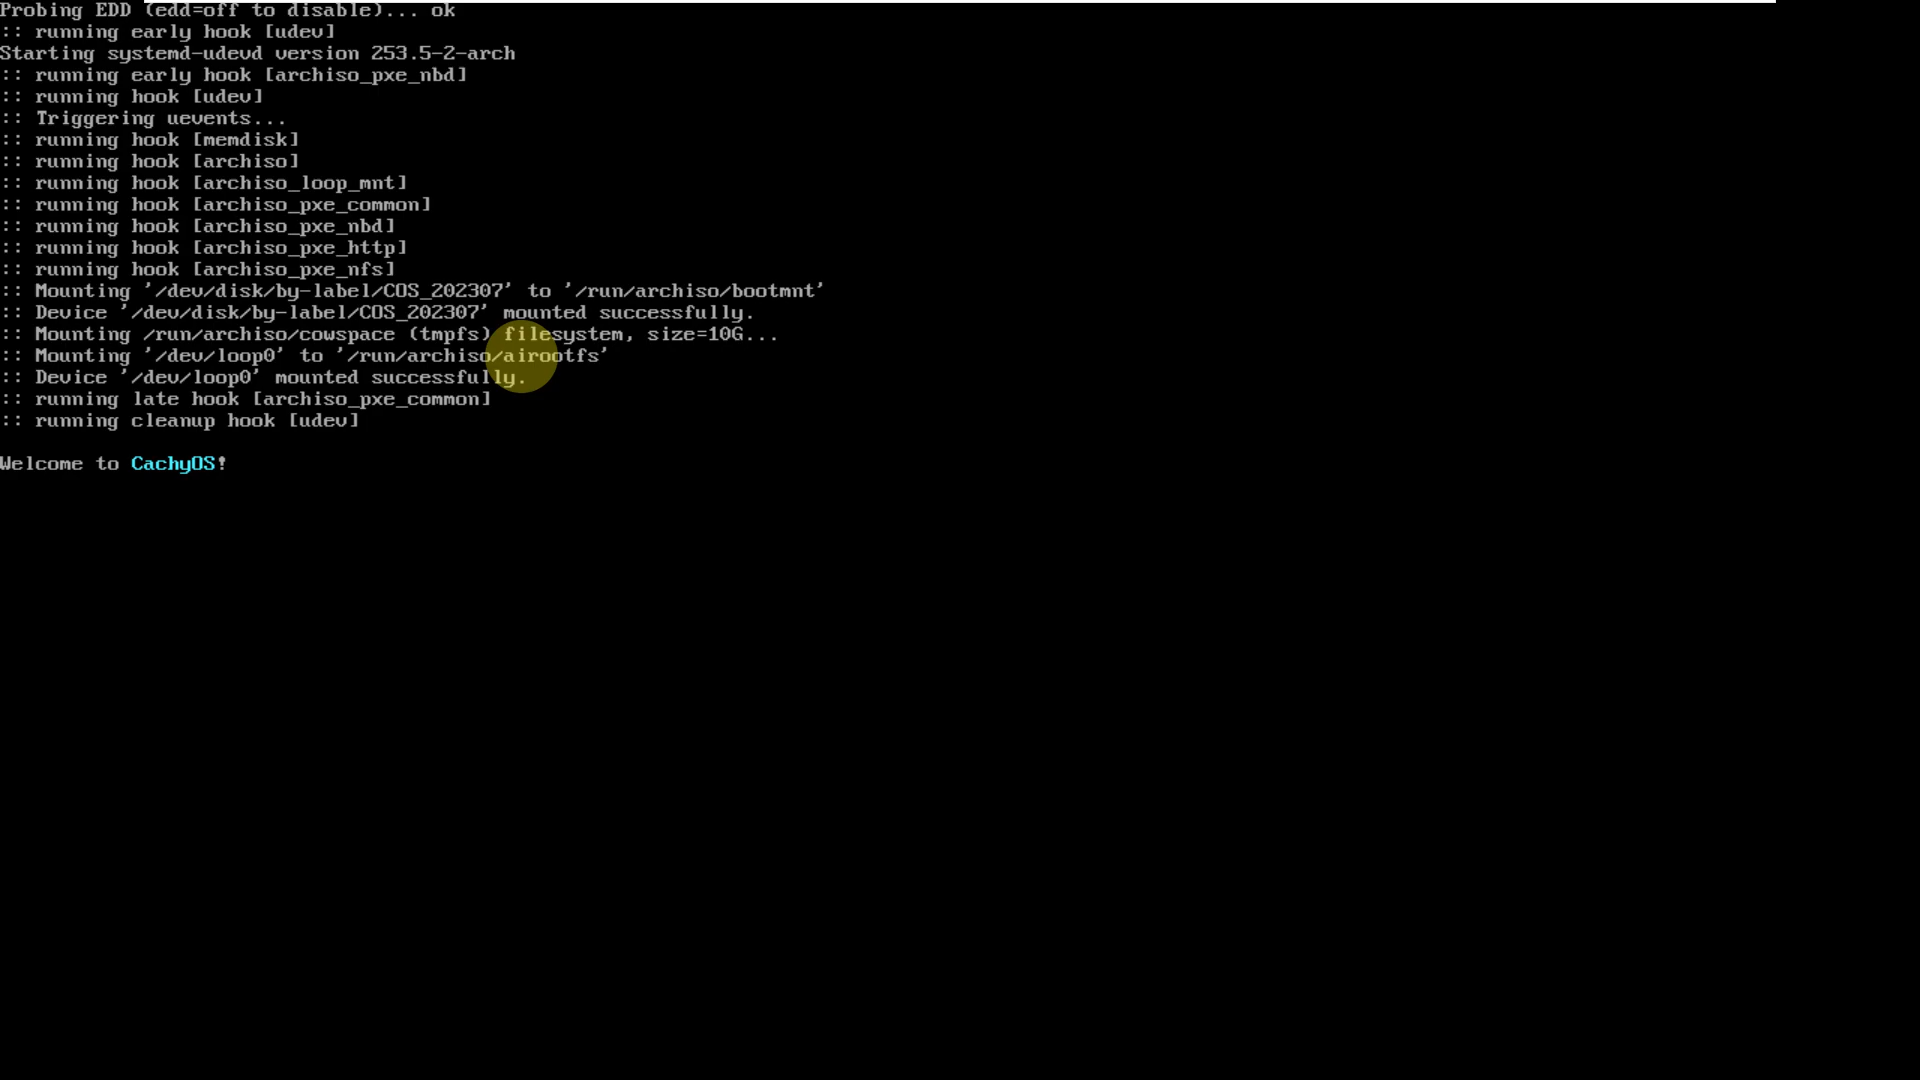 Probing EDD (edd=off to disable)... ok
:: running early hook [udev]
Starting systemd-udevd version 253.5-2-arch
:: running early hook [archiso_pxe_nbd]
:: running hook [udev]
:: Triggering uevents...
:: running hook [memdisk]
:: running hook [archiso]
:: running hook [archiso_loop_mnt]
:: running hook [archiso_pxe_common]
:: running hook [archiso_pxe_nbd]
:: running hook [archiso_pxe_http]
:: running hook [archiso_pxe_nfs]
:: Mounting '/dev/disk/by-label/COS_202307' to '/run/archiso/bootmnt'
:: Device '/dev/disk/by-label/COS_202307' mounted successfully.
:: Mounting /run/archiso/cowspace (tmpfs) filesystem, size=10G...
:: Mounting '/dev/loop0' to '/run/archiso/airootfs'
:: Device '/dev/loop0' mounted successfully.
:: running late hook [archiso_pxe_common]
:: running cleanup hook [udev]
Welcome to CachyOS!